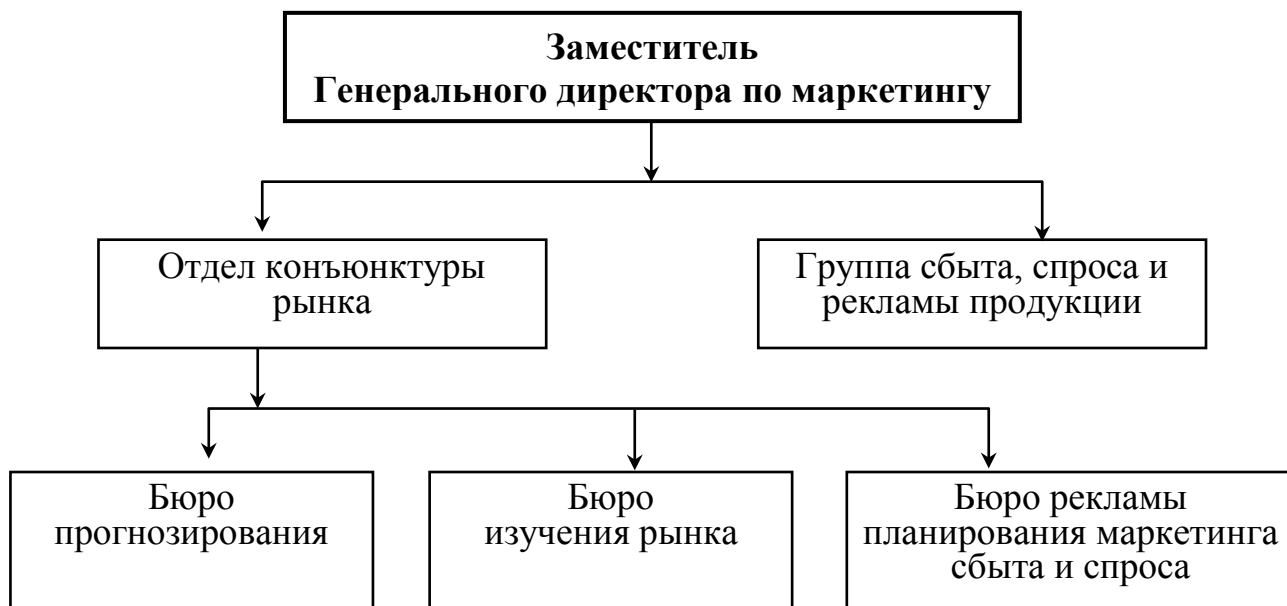 Заместитель
Генерального директора по маркетингу
Отдел конъюнктуры
рынка
Группа сбыта, спроса и
рекламы продукции
Бюро
прогнозирования
Бюро
изучения рынка
Бюро рекламы
планирования маркетинга
сбыта и спроса